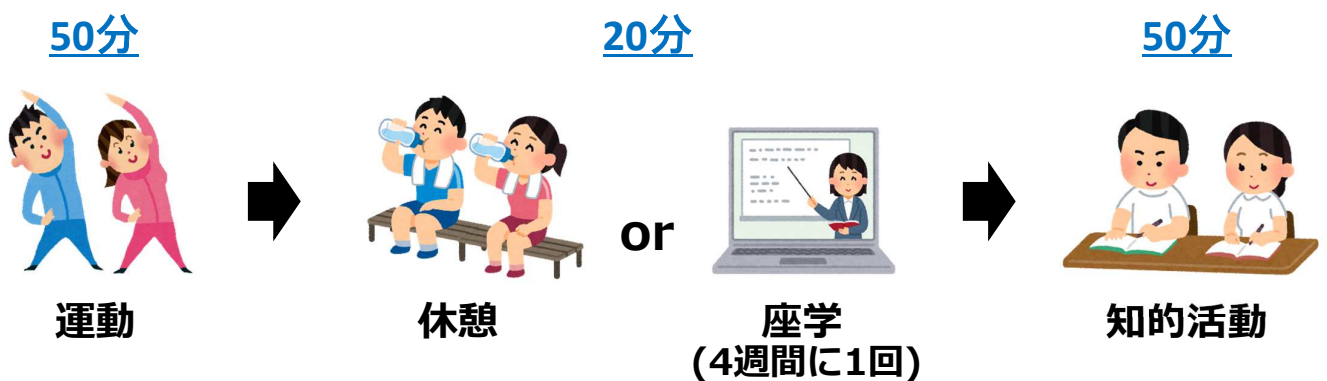 50分
20分
50分
or
運動
休憩
座学
(4週間に1回)
知的活動